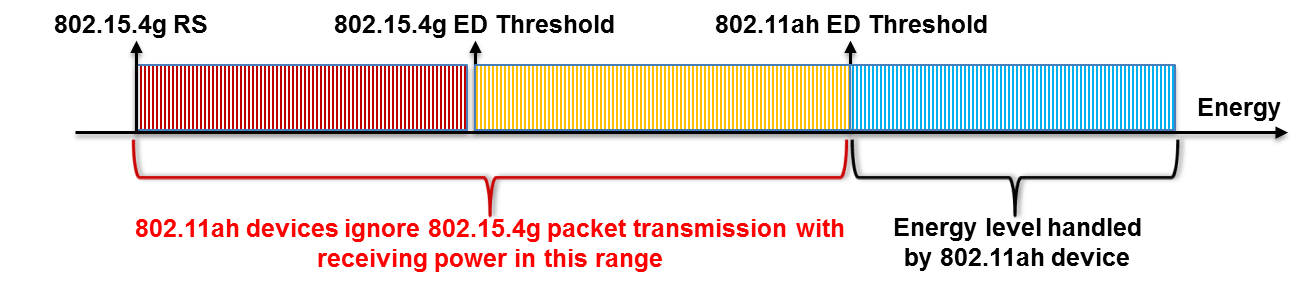 802.15.4g RS
802.15.4g ED Threshold
802.11ah ED Threshold
Energy
802.11ah devices ignore 802.15.4g packet transmission with
receiving power in this range
Energy level handled
by 802.11ah device